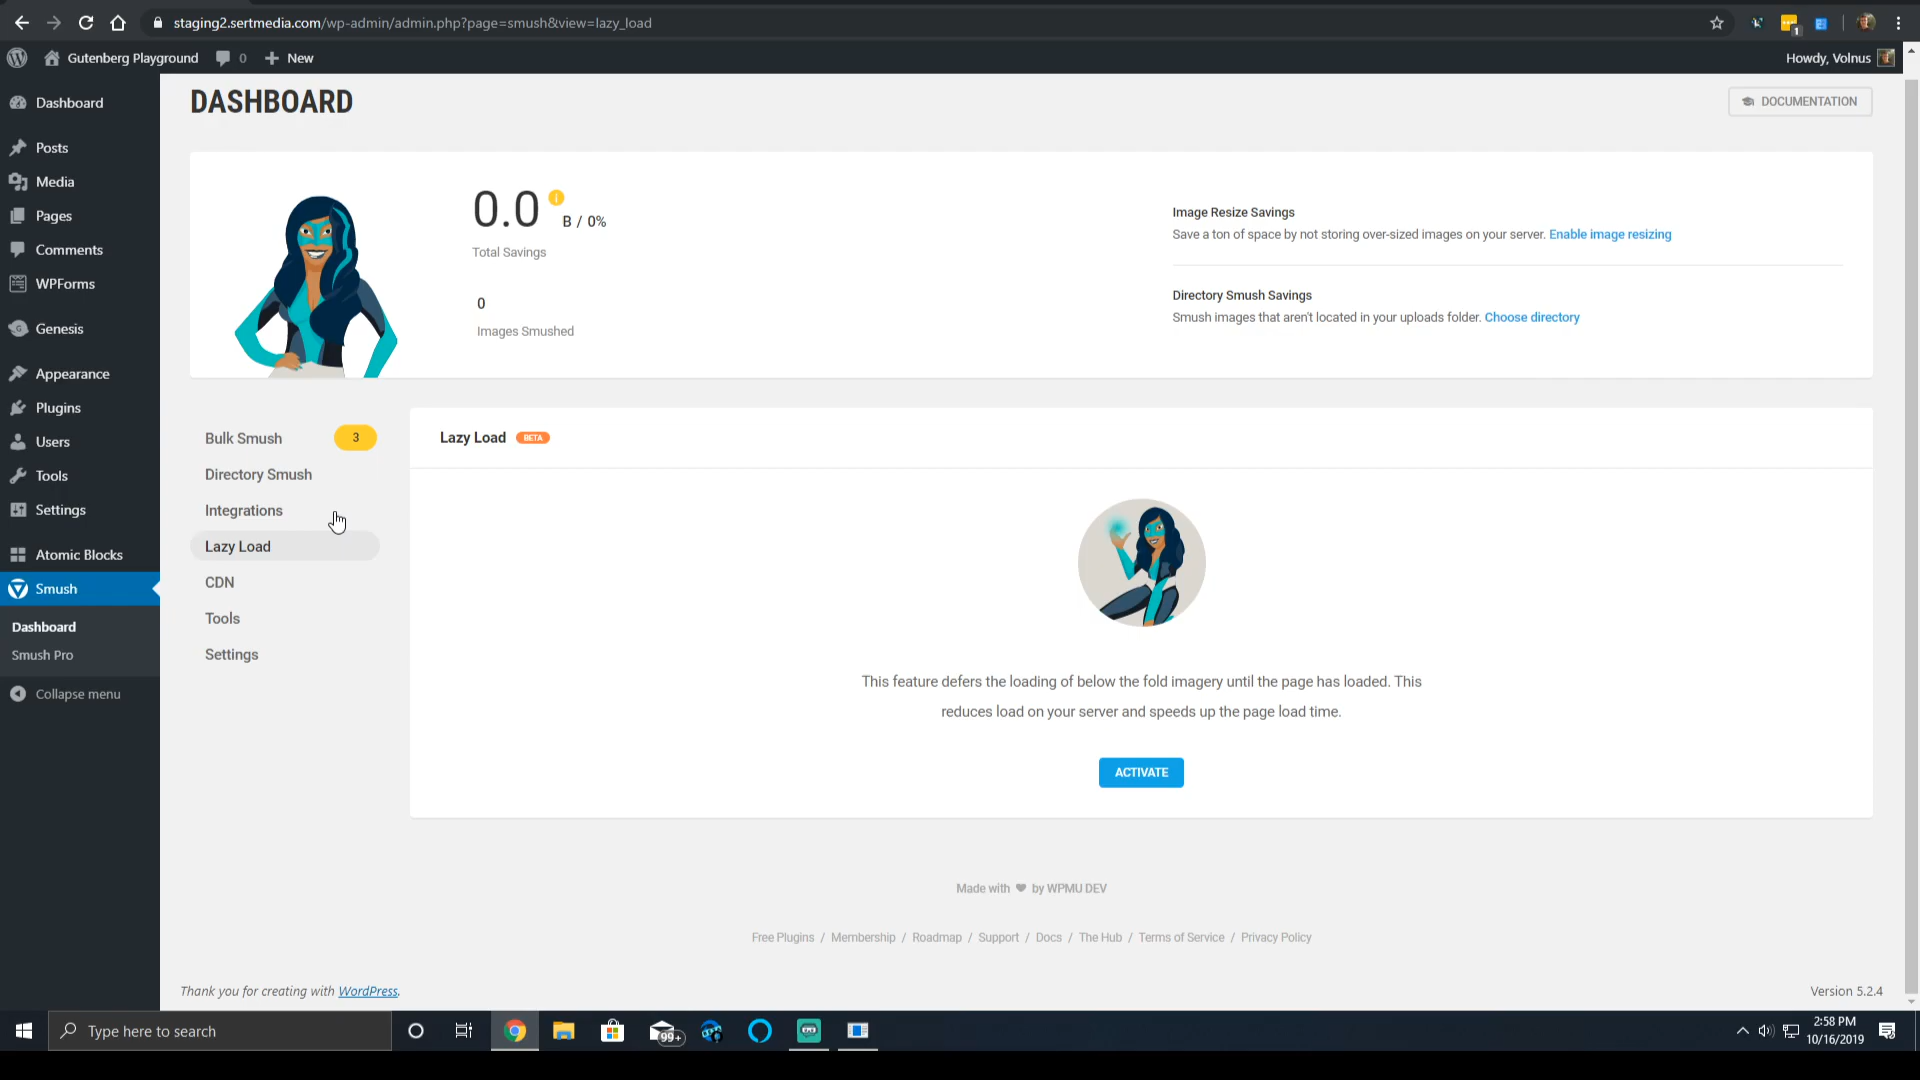 staging2.sertmedia.com/wp-admin/admin.php?page=smush&view=lazy_load
1
Gutenberg Playground
0
New
Howdy, Volnus
Dashboard
Posts
Media
Pages
Comments
WPForms
Genesis
Appearance
Plugins
Users
Tools
Settings
Atomic Blocks
Smush
Dashboard
Smush Pro
Collapse menu
DASHBOARD
DOCUMENTATION
0.0
B / 0%
Total Savings
0
Images Smushed
Image Resize Savings
Save a ton of space by not storing over-sized images on your server. Enable image resizing
Directory Smush Savings
Smush images that aren't located in your uploads folder. Choose directory
Bulk Smush 3
Directory Smush
Integrations
Lazy Load
CDN
Tools
Settings
Lazy Load BETA
This feature defers the loading of below the fold imagery until the page has loaded. This
reduces load on your server and speeds up the page load time.
ACTIVATE
Made with by WPMU DEV
Free Plugins / Membership / Roadmap / Support / Docs / The Hub / Terms of Service / Privacy Policy
Thank you for creating with WordPress.
Version 5.2.4
Type here to search
99+
2:58 PM
10/16/2019